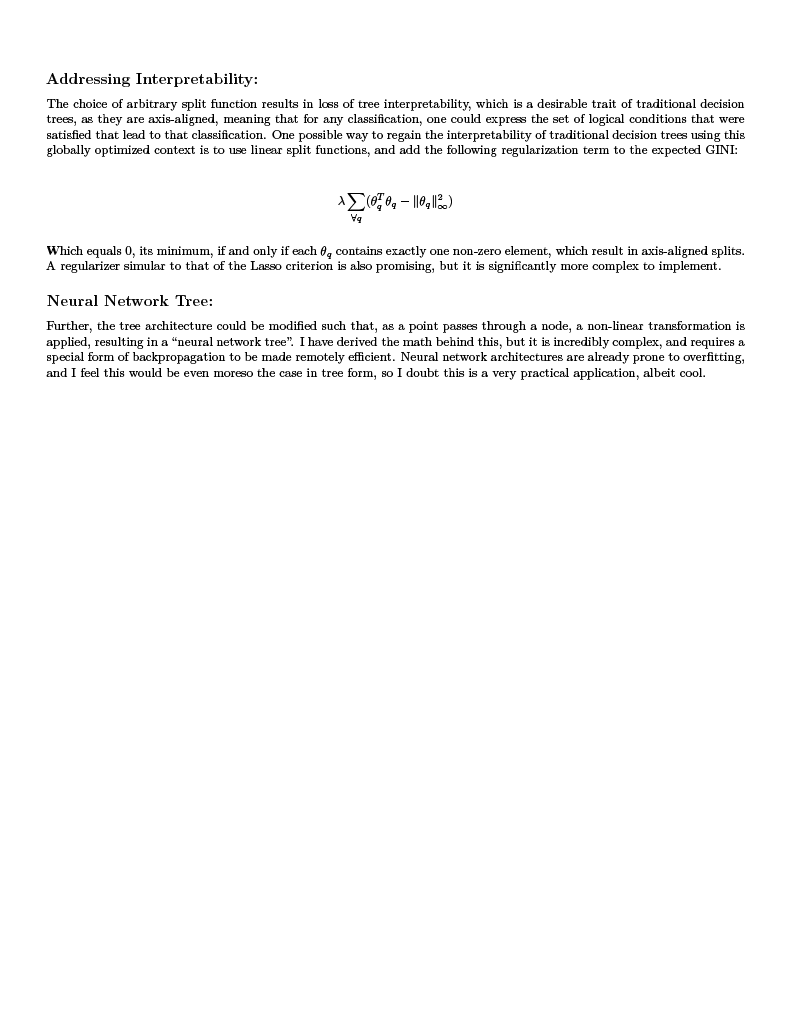 Addressing Interpretability:
The choice of arbitrary split function results in loss of tree interpretability, which is a desirable trait of traditional decision
trees, as they are axis-aligned, meaning that for any classification, one could express the set of logical conditions that were
satisfied that lead to that classification. One possible way to regain the interpretability of traditional decision trees using this
globally optimized context is to use linear split functions, and add the following regularization term to the expected GINI:
λ∑(θ_q^T θ_q − ‖θ_q‖_∞^2)
∀q
Which equals 0, its minimum, if and only if each θ_q contains exactly one non-zero element, which result in axis-aligned splits.
A regularizer simular to that of the Lasso criterion is also promising, but it is significantly more complex to implement.
Neural Network Tree:
Further, the tree architecture could be modified such that, as a point passes through a node, a non-linear transformation is
applied, resulting in a “neural network tree”. I have derived the math behind this, but it is incredibly complex, and requires a
special form of backpropagation to be made remotely efficient. Neural network architectures are already prone to overfitting,
and I feel this would be even moreso the case in tree form, so I doubt this is a very practical application, albeit cool.